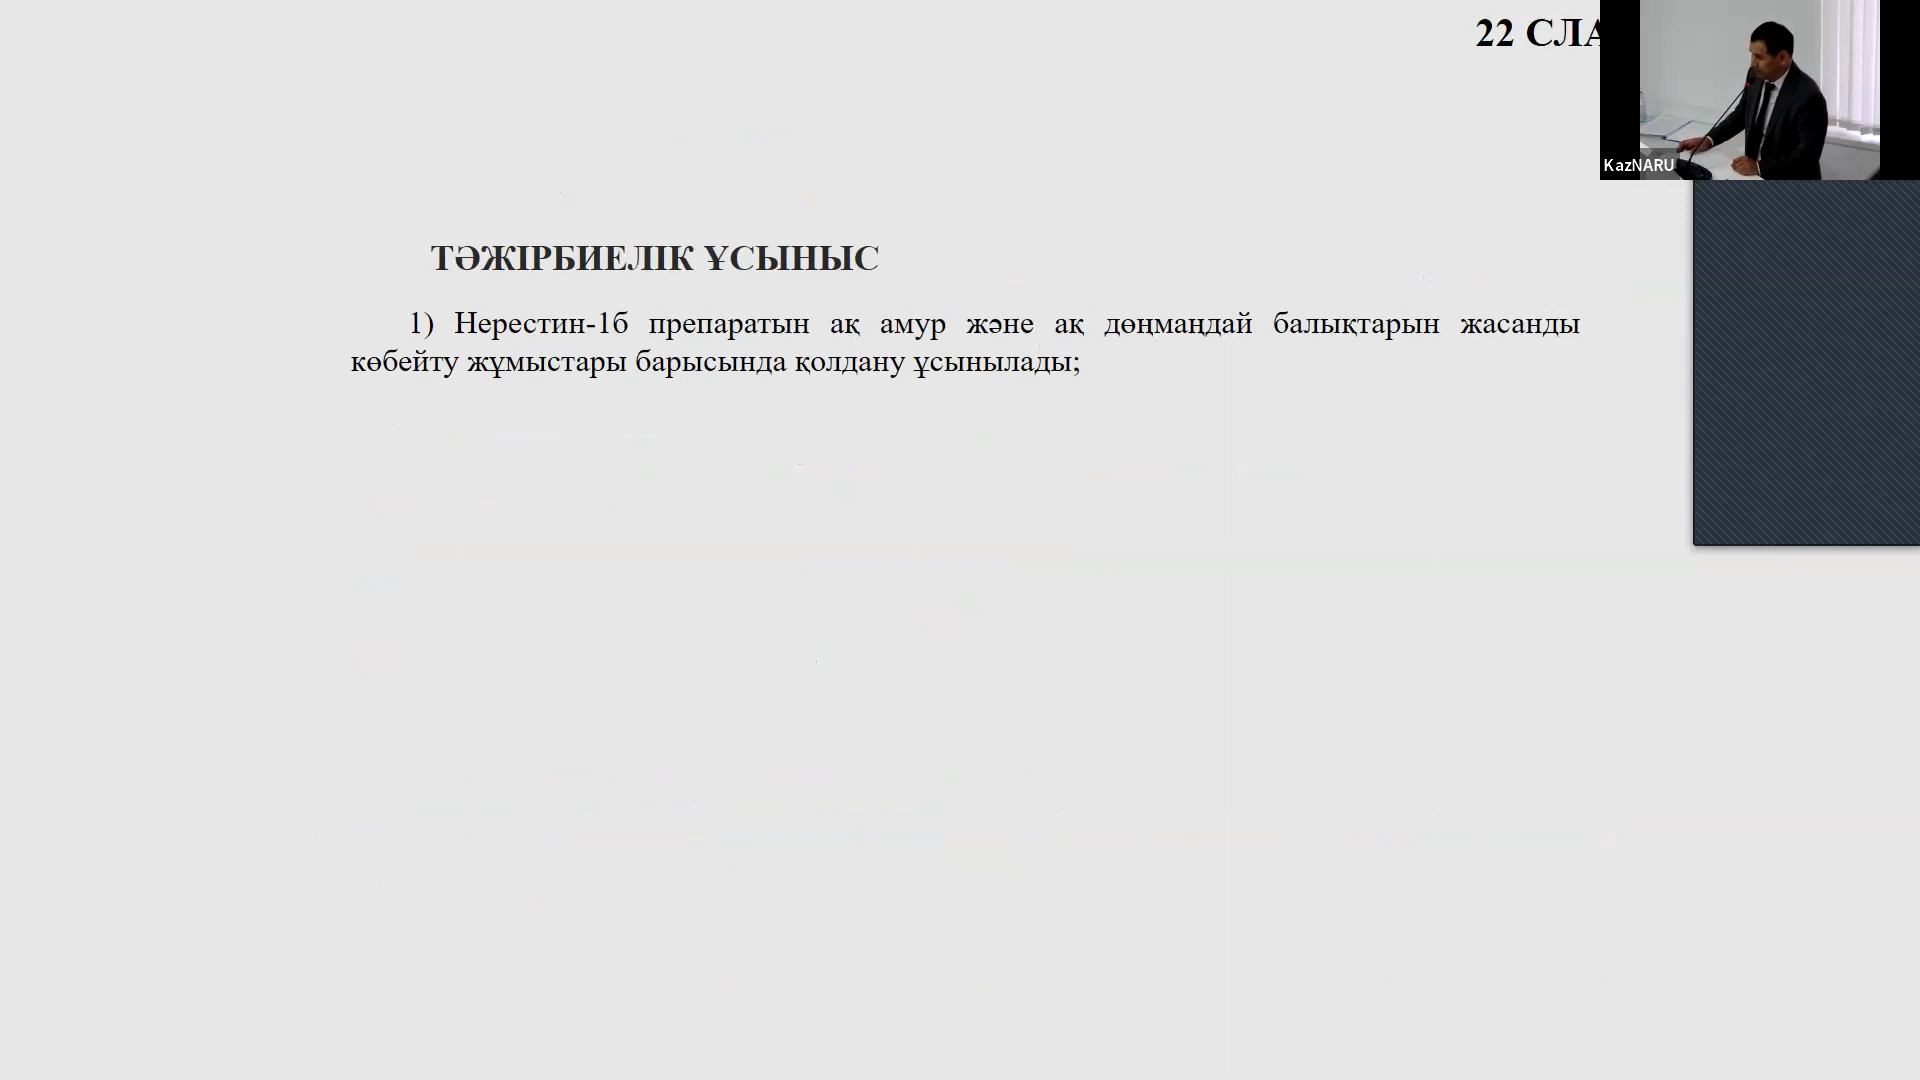 22 СЛА
KazNARU
ТӘЖІРБИЕЛІК ҰСЫНЫС
1) Нерестин-1б препаратын ақ амур және ақ дөңмаңдай балықтарын жасанды
көбейту жұмыстары барысында қолдану ұсынылады;